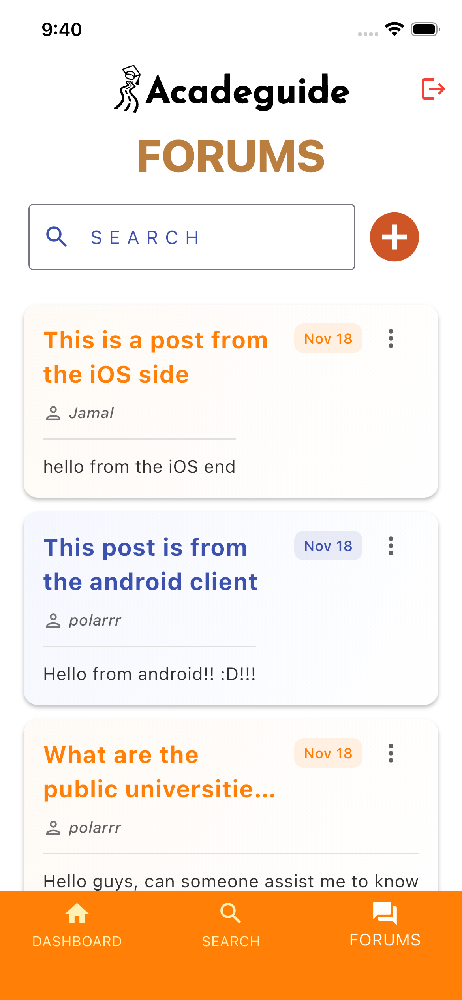 9:40
Acadeguide
FORUMS
SEARCH
This is a post from
the iOS side
Nov 18
Jamal
hello from the iOS end
This post is from
the android client
Nov 18
polarrr
Hello from android!! :D!!!
What are the
public universitie...
Nov 18
polarrr
Hello guys, can someone assist me to know
DASHBOARD
SEARCH
FORUMS